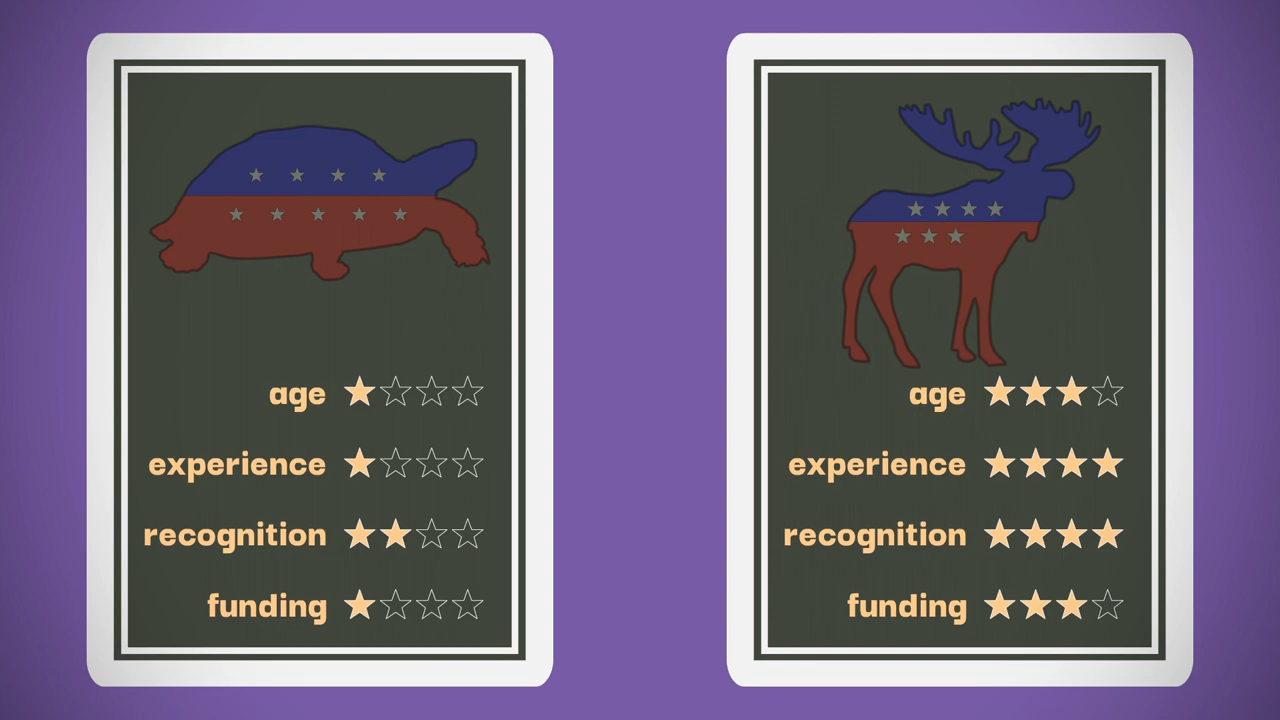 age
experience
recognition
funding
age
experience
recognition
funding